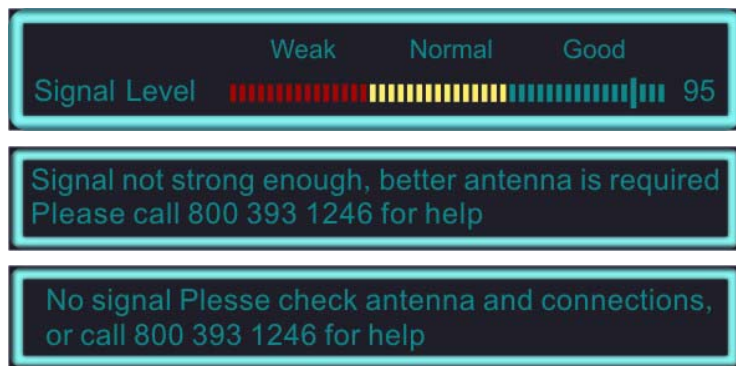 Weak Normal Good
Signal Level 95
Signal not strong enough, better antenna is required
Please call 800 393 1246 for help
No signal Plesse check antenna and connections,
or call 800 393 1246 for help